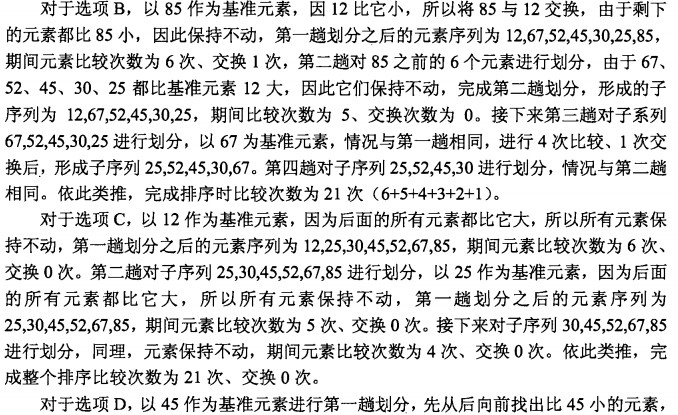 对于选项 B，以 85 作为基准元素，因 12 比它小，所以将 85 与 12 交换，由于剩下
的元素都比 85 小，因此保持不动，第一趟划分之后的元素序列为 12,67,52,45,30,25,85，
期间元素比较次数为 6 次、交换 1 次，第二趟对 85 之前的 6 个元素进行划分，由于 67、
52、45、30、25 都比基准元素 12 大，因此它们保持不动，完成第二趟划分，形成的子
序列为 12,67,52,45,30,25，期间比较次数为 5、交换次数为 0。接下来第三趟对子系列
67,52,45,30,25 进行划分，以 67 为基准元素，情况与第一趟相同，进行 4 次比较、1 次交
换后，形成子序列 25,52,45,30,67。第四趟对子序列 25,52,45,30 进行划分，情况与第二趟
相同。依此类推，完成排序时比较次数为 21 次（6+5+4+3+2+1）。
对于选项 C，以 12 作为基准元素，因为后面的所有元素都比它大，所以所有元素保
持不动，第一趟划分之后的元素序列为 12,25,30,45,52,67,85，期间元素比较次数为 6 次、
交换 0 次。第二趟对子序列 25,30,45,52,67,85 进行划分，以 25 作为基准元素，因为后面
的所有元素都比它大，所以所有元素保持不动，第一趟划分之后的元素序列为
25,30,45,52,67,85，期间元素比较次数为 5 次、交换 0 次。接下来对子序列 30,45,52,67,85
进行划分，同理，元素保持不动，期间元素比较次数为 4 次、交换 0 次。依此类推，完
成整个排序比较次数为 21 次、交换 0 次。
对于选项 D，以 45 作为基准元素进行第一趟划分，先从后向前找出比 45 小的元素，